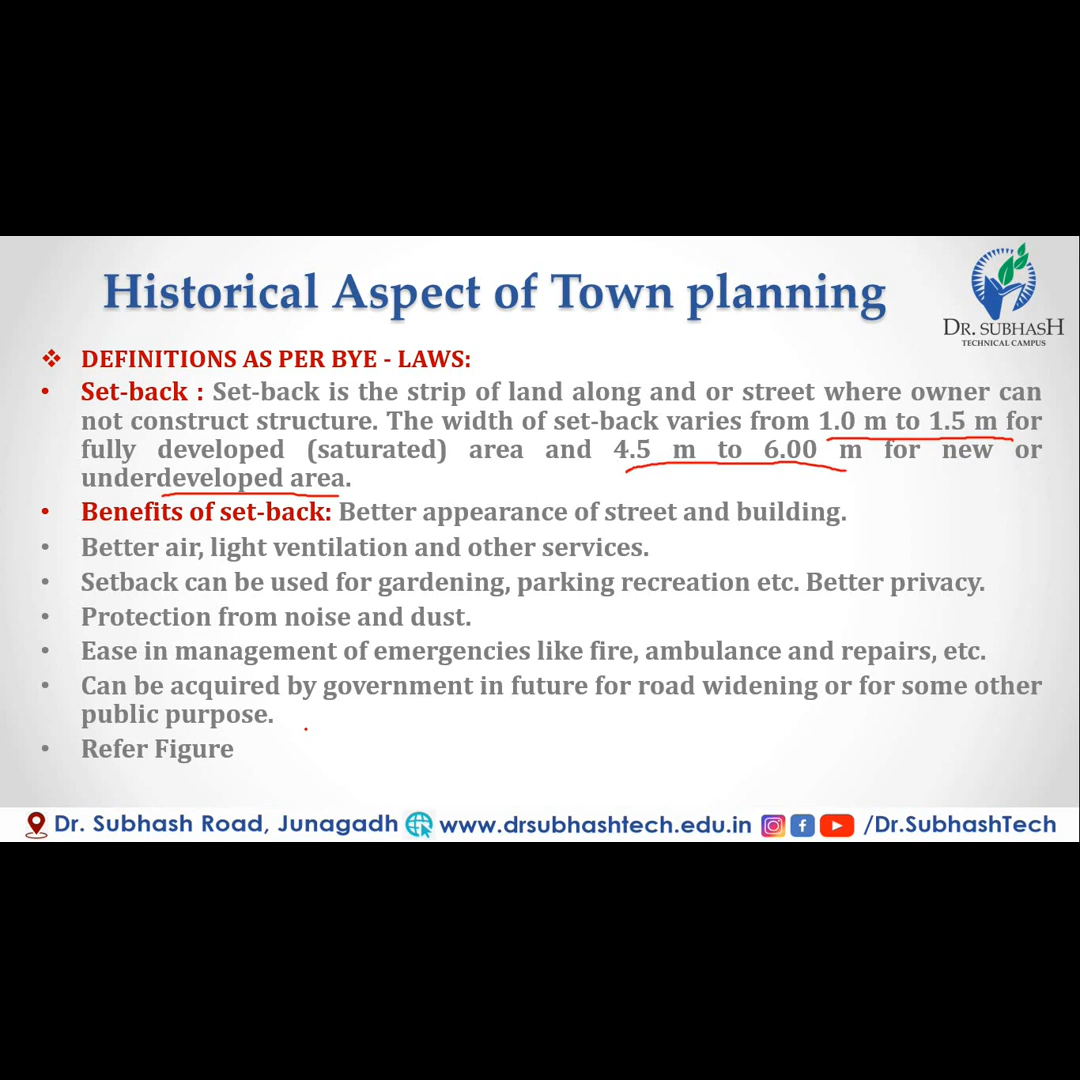 Historical Aspect of Town planning
DR. SUBHASH
TECHNICAL CAMPUS
❖ DEFINITIONS AS PER BYE - LAWS:
• Set-back : Set-back is the strip of land along and or street where owner can
not construct structure. The width of set-back varies from 1.0 m to 1.5 m for
fully developed (saturated) area and 4.5 m to 6.00 m for new or
underdeveloped area.
• Benefits of set-back: Better appearance of street and building.
• Better air, light ventilation and other services.
• Setback can be used for gardening, parking recreation etc. Better privacy.
• Protection from noise and dust.
• Ease in management of emergencies like fire, ambulance and repairs, etc.
• Can be acquired by government in future for road widening or for some other
public purpose.
• Refer Figure
Dr. Subhash Road, Junagadh www.drsubhashtech.edu.in /Dr.SubhashTech